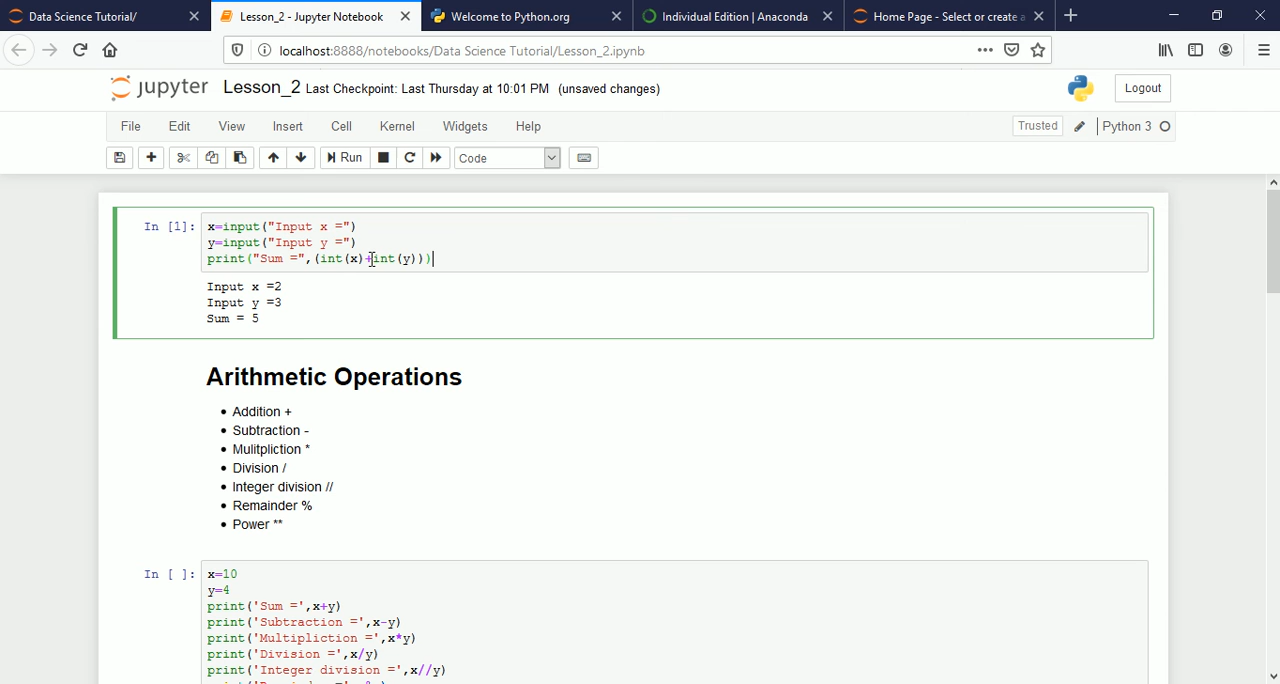 Data Science Tutorial/
Lesson_2 - Jupyter Notebook
Welcome to Python.org
Individual Edition | Anaconda
Home Page - Select or create a
localhost:8888/notebooks/Data Science Tutorial/Lesson_2.ipynb
jupyter Lesson_2 Last Checkpoint: Last Thursday at 10:01 PM (unsaved changes)
Logout
File Edit View Insert Cell Kernel Widgets Help
Trusted
Python 3
Run
Code
In [1]:
x=input("Input x =")
y=input("Input y =")
print("Sum =",(int(x)+int(y)))
Input x =2
Input y =3
Sum = 5
Arithmetic Operations
Addition +
Subtraction -
Mulitpliction *
Division /
Integer division //
Remainder %
Power **
In [ ]:
x=10
y=4
print('Sum =',x+y)
print('Subtraction =',x-y)
print('Multipliction =',x*y)
print('Division =',x/y)
print('Integer division =',x//y)